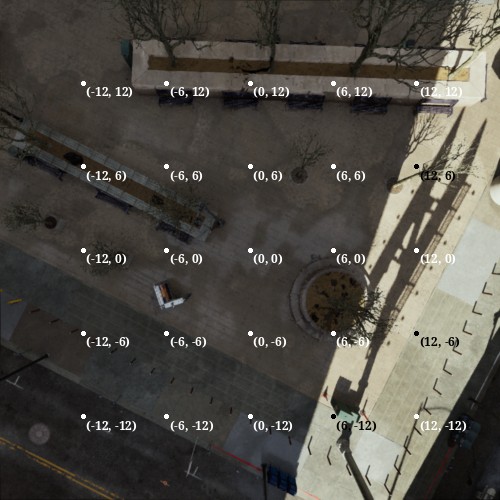 (-12, 12) (-6, 12) (0, 12) (6, 12) (12, 12)
(-12, 6) (-6, 6) (0, 6) (6, 6) (12, 6)
(-12, 0) (-6, 0) (0, 0) (6, 0) (12, 0)
(-12, -6) (-6, -6) (0, -6) (6, -6) (12, -6)
(-12, -12) (-6, -12) (0, -12) (6, -12) (12, -12)